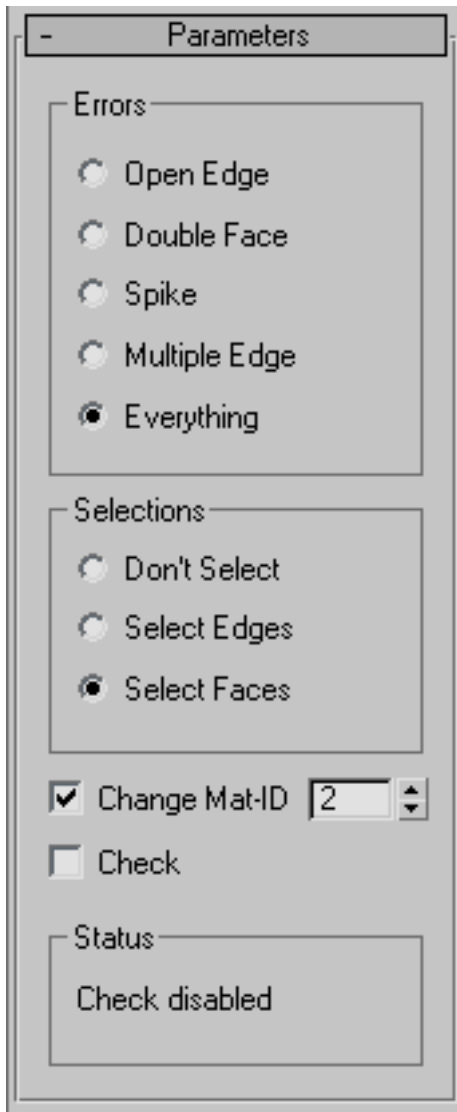 - Parameters
Errors
Open Edge
Double Face
Spike
Multiple Edge
Everything
Selections
Don't Select
Select Edges
Select Faces
Change Mat-ID 2
Check
Status
Check disabled